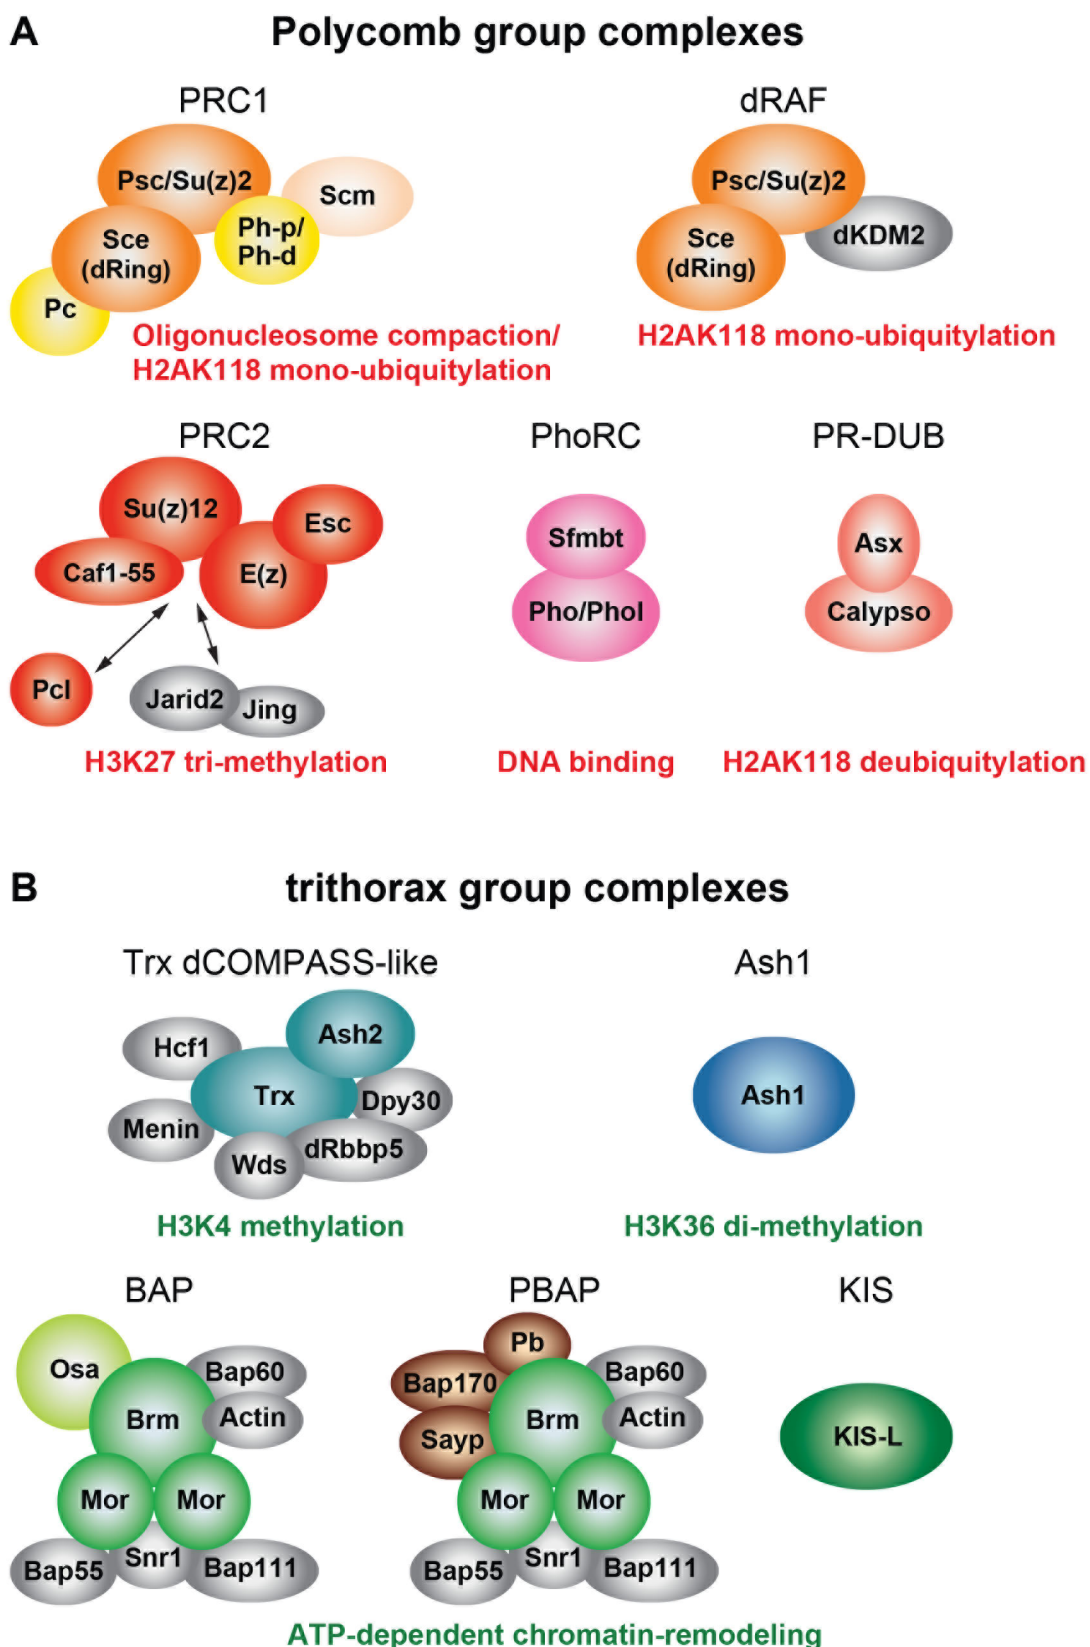 A Polycomb group complexes
PRC1
dRAF
Psc/Su(z)2
Scm
Ph-p/
Ph-d
Sce
(dRing)
Pc
Psc/Su(z)2
dKDM2
Sce
(dRing)
Oligonucleosome compaction/
H2AK118 mono-ubiquitylation
H2AK118 mono-ubiquitylation
PRC2
PhoRC
PR-DUB
Su(z)12
Esc
Caf1-55
E(z)
Pcl
Jarid2
Jing
Sfmbt
Pho/Phol
Asx
Calypso
H3K27 tri-methylation
DNA binding
H2AK118 deubiquitylation
B trithorax group complexes
Trx dCOMPASS-like
Ash1
Hcf1
Ash2
Trx
Dpy30
Menin
Wds
dRbbp5
Ash1
H3K4 methylation
H3K36 di-methylation
BAP
PBAP
KIS
Osa
Bap60
Brm
Actin
Mor
Mor
Bap55
Snr1
Bap111
Pb
Bap170
Bap60
Brm
Actin
Sayp
Mor
Mor
Bap55
Snr1
Bap111
KIS-L
ATP-dependent chromatin-remodeling